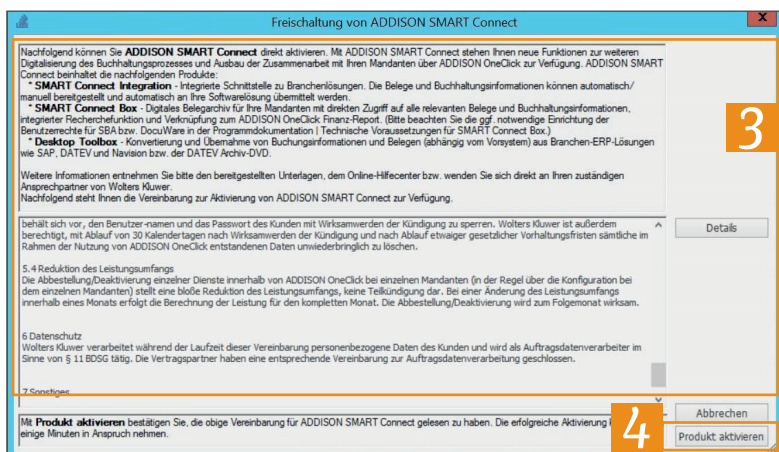 Freischaltung von ADDISON SMART Connect
X
Nachfolgend können Sie ADDISON SMART Connect direkt aktivieren. Mit ADDISON SMART Connect stehen Ihnen neue Funktionen zur weiteren
Digitalisierung des Buchhaltungsprozesses und Ausbau der Zusammenarbeit mit Ihren Mandanten über ADDISON OneClick zur Verfügung. ADDISON SMART
Connect beinhaltet die nachfolgenden Produkte:
* SMART Connect Integration - Integrierte Schnittstelle zu Branchenlösungen. Die Belege und Buchhaltungsinformationen können automatisch/
manuell bereitgestellt und automatisch an Ihre Softwarelösung übermittelt werden.
* SMART Connect Box - Digitales Belegarchiv für Ihre Mandanten mit direkten Zugriff auf alle relevanten Belege und Buchhaltungsinformationen,
integrierter Recherchefunktion und Verknüpfung zum ADDISON OneClick Finanz-Report. (Bitte beachten Sie die ggf. notwendige Einrichtung der
Benutzerrechte für SBA bzw. DocuWare in der Programmdokumentation | Technische Voraussetzungen für SMART Connect Box.)
* Desktop Toolbox - Konvertierung und Übernahme von Buchungsinformationen und Belegen (abhängig vom Vorsystem) aus Branchen-ERP-Lösungen
wie SAP, DATEV und Navision bzw. der DATEV Archiv-DVD.
Weitere Informationen entnehmen Sie bitte den bereitgestellten Unterlagen, dem Online-Hilfecenter bzw. wenden Sie sich direkt an Ihren zuständigen
Ansprechpartner von Wolters Kluwer.
Nachfolgend steht Ihnen die Vereinbarung zur Aktivierung von ADDISON SMART Connect zur Verfügung.
3
behält sich vor, den Benutzer-namen und das Passwort des Kunden mit Wirksamwerden der Kündigung zu sperren. Wolters Kluwer ist außerdem
berechtigt, mit Ablauf von 30 Kalendertagen nach Wirksamwerden der Kündigung und nach Ablauf etwaiger gesetzlicher Vorhaltungsfristen sämtliche im
Rahmen der Nutzung von ADDISON OneClick entstandenen Daten unwiederbringlich zu löschen.
Details
5.4 Reduktion des Leistungsumfangs
Die Abbestellung/Deaktivierung einzelner Dienste innerhalb von ADDISON OneClick bei einzelnen Mandanten (in der Regel über die Konfiguration bei
dem einzelnen Mandanten) stellt eine bloße Reduktion des Leistungsumfangs, keine Teilkündigung dar. Bei einer Änderung des Leistungsumfangs
innerhalb eines Monats erfolgt die Berechnung der Leistung für den kompletten Monat. Die Abbestellung/Deaktivierung wird zum Folgemonat wirksam.
6 Datenschutz
Wolters Kluwer verarbeitet während der Laufzeit dieser Vereinbarung personenbezogene Daten des Kunden und wird als Auftragsdatenverarbeiter im
Sinne von § 11 BDSG tätig. Die Vertragspartner haben eine entsprechende Vereinbarung zur Auftragsdatenverarbeitung geschlossen.
7 Sonstiges
Abbrechen
Mit Produkt aktivieren bestätigen Sie, die obige Vereinbarung für ADDISON SMART Connect gelesen zu haben. Die erfolgreiche Aktivierung
einige Minuten in Anspruch nehmen.
4
Produkt aktivieren